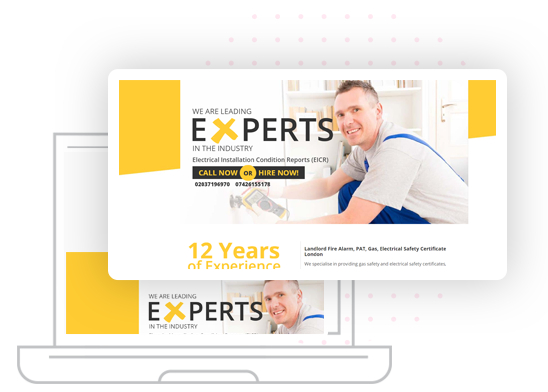 WE ARE LEADING
EXPERTS
IN THE INDUSTRY
Electrical Installation Condition Reports (EICR)
CALL NOW OR HIRE NOW!
02037196970 07426155178
12 Years
of Experience
Landlord Fire Alarm, PAT, Gas, Electrical Safety Certificate
London
We specialise in providing gas safety and electrical safety certificates.
WE ARE LEADING
EXPERTS
IN THE INDUSTRY